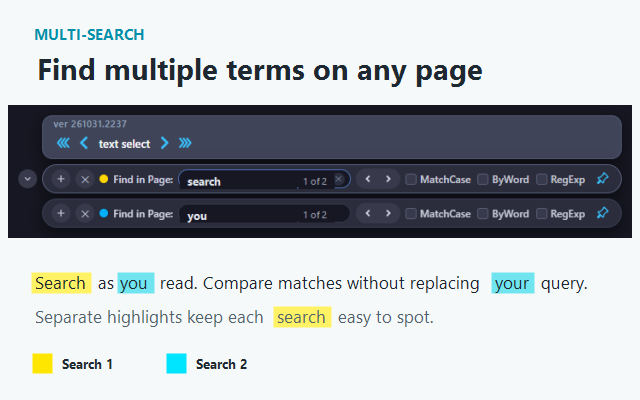 MULTI-SEARCH
Find multiple terms on any page
ver 261031.2237
text select
Find in Page: search 1 of 2 MatchCase ByWord RegExp
Find in Page: you 1 of 2 MatchCase ByWord RegExp
Search as you read. Compare matches without replacing your query.
Separate highlights keep each search easy to spot.
Search 1 Search 2